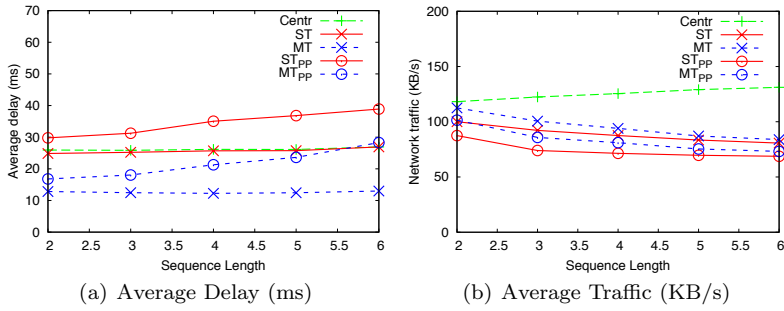 70
60
50
40
30
20
10
0
Average delay (ms)
Centr
ST
MT
STPP
MTPP
2 2.5 3 3.5 4 4.5 5 5.5 6
Sequence Length
(a) Average Delay (ms)
200
150
100
50
0
Network traffic (KB/s)
Centr
ST
MT
STPP
MTPP
2 2.5 3 3.5 4 4.5 5 5.5 6
Sequence Length
(b) Average Traffic (KB/s)